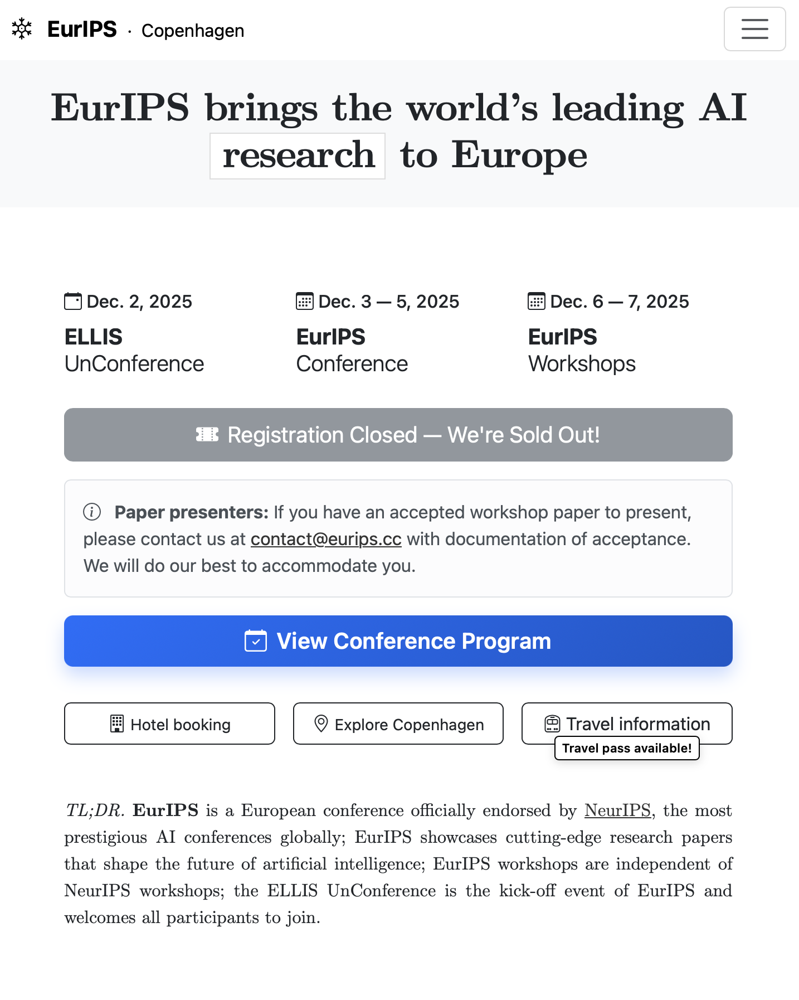 EurIPS · Copenhagen
EurIPS brings the world’s leading AI
research to Europe
Dec. 2, 2025
ELLIS
UnConference
Dec. 3 — 5, 2025
EurIPS
Conference
Dec. 6 — 7, 2025
EurIPS
Workshops
Registration Closed — We're Sold Out!
Paper presenters: If you have an accepted workshop paper to present,
please contact us at contact@eurips.cc with documentation of acceptance.
We will do our best to accommodate you.
View Conference Program
Hotel booking
Explore Copenhagen
Travel information
Travel pass available!
TL;DR. EurIPS is a European conference officially endorsed by NeurIPS, the most
prestigious AI conferences globally; EurIPS showcases cutting-edge research papers
that shape the future of artificial intelligence; EurIPS workshops are independent of
NeurIPS workshops; the ELLIS UnConference is the kick-off event of EurIPS and
welcomes all participants to join.